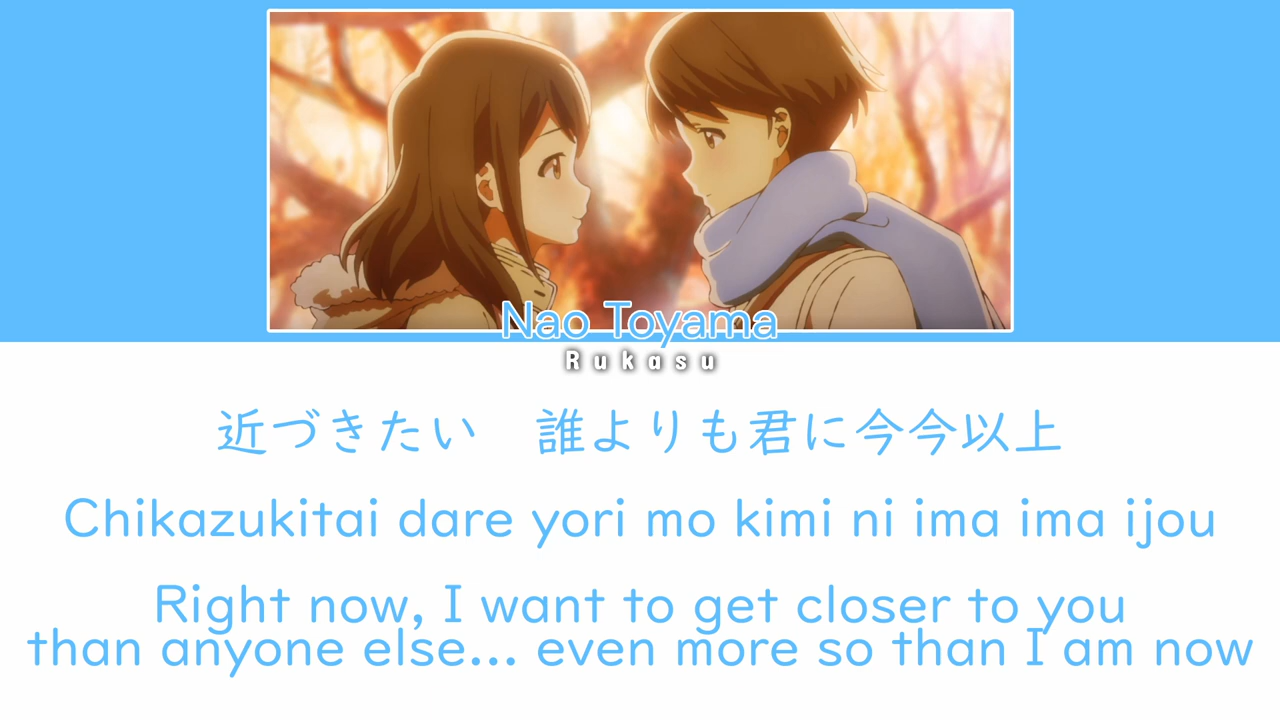 Nao Toyama
Rukasu
近づきたい　誰よりも君に今今以上
Chikazukitai dare yori mo kimi ni ima ima ijou
Right now, I want to get closer to you
than anyone else... even more so than I am now